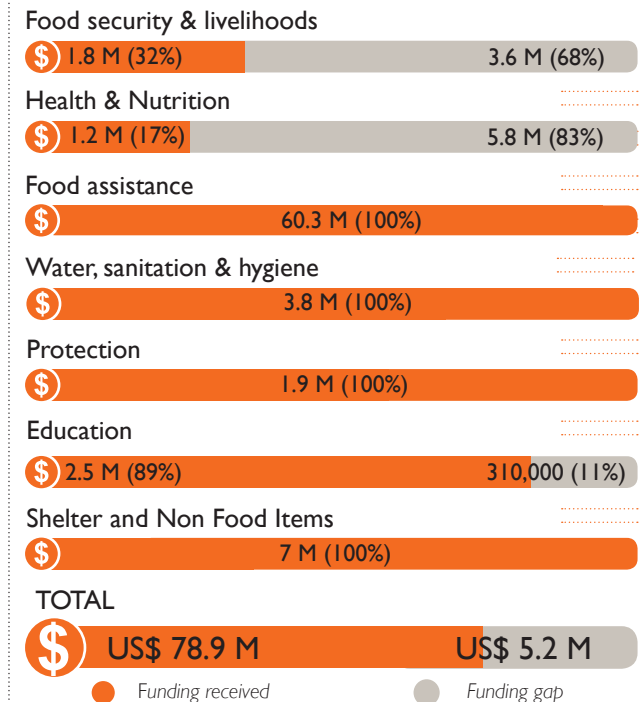 Food security & livelihoods
$ 1.8 M (32%) 3.6 M (68%)
Health & Nutrition
$ 1.2 M (17%) 5.8 M (83%)
Food assistance
$ 60.3 M (100%)
Water, sanitation & hygiene
$ 3.8 M (100%)
Protection
$ 1.9 M (100%)
Education
$ 2.5 M (89%) 310,000 (11%)
Shelter and Non Food Items
$ 7 M (100%)
TOTAL
$ US$ 78.9 M US$ 5.2 M
Funding received Funding gap